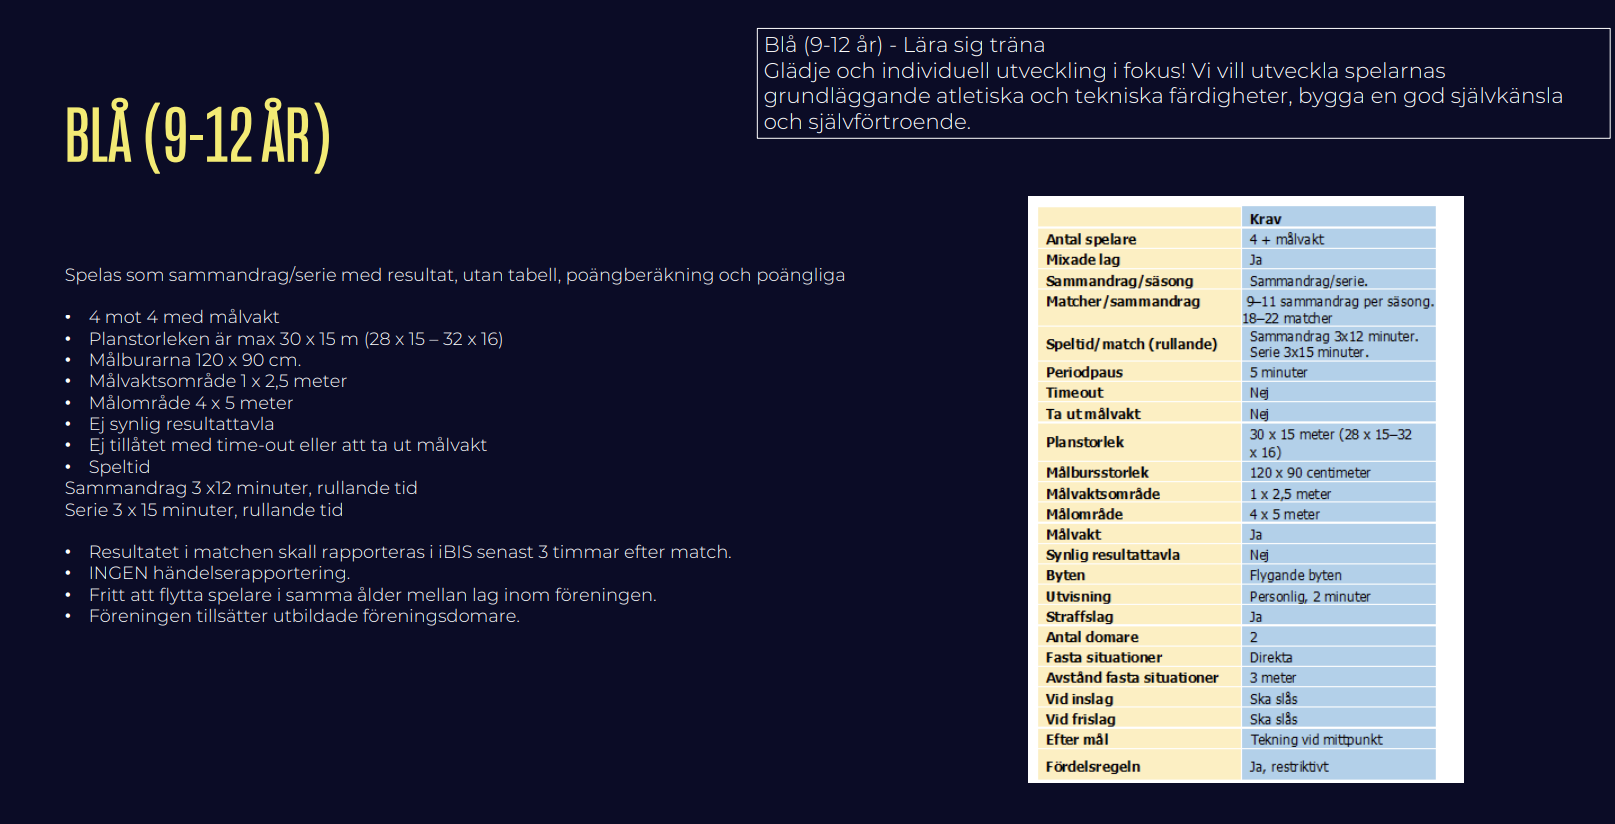 Blå (9-12 år) - Lära sig träna
Glädje och individuell utveckling i fokus! Vi vill utveckla spelarnas
grundläggande atletiska och tekniska färdigheter, bygga en god självkänsla
och självförtroende.
BLÅ (9-12 ÅR)
Spelas som sammandrag/serie med resultat, utan tabell, poängberäkning och poängliga
• 4 mot 4 med målvakt
• Planstorleken är max 30 x 15 m (28 x 15 – 32 x 16)
• Målburarna 120 x 90 cm.
• Målvaktsområde 1 x 2,5 meter
• Målområde 4 x 5 meter
• Ej synlig resultattavla
• Ej tillåtet med time-out eller att ta ut målvakt
• Speltid
Sammandrag 3 x12 minuter, rullande tid
Serie 3 x 15 minuter, rullande tid
• Resultatet i matchen skall rapporteras i iBIS senast 3 timmar efter match.
• INGEN händelserapportering.
• Fritt att flytta spelare i samma ålder mellan lag inom föreningen.
• Föreningen tillsätter utbildade föreningsdomare.
Krav
Antal spelare 4 + målvakt
Mixade lag Ja
Sammandrag/säsong Sammandrag/serie.
Matcher/sammandrag 9–11 sammandrag per säsong.
18–22 matcher
Speltid/match (rullande) Sammandrag 3x12 minuter.
Serie 3x15 minuter.
Periodpaus 5 minuter
Timeout Nej
Ta ut målvakt Nej
Planstorlek 30 x 15 meter (28 x 15–32
x 16)
Målbursstorlek 120 x 90 centimeter
Målvaktsområde 1 x 2,5 meter
Målområde 4 x 5 meter
Målvakt Ja
Synlig resultattavla Nej
Byten Flygande byten
Utvisning Personlig, 2 minuter
Straffslag Ja
Antal domare 2
Fasta situationer Direkta
Avstånd fasta situationer 3 meter
Vid inslag Ska slås
Vid frislag Ska slås
Efter mål Tekning vid mittpunkt
Fördelsregeln Ja, restriktivt